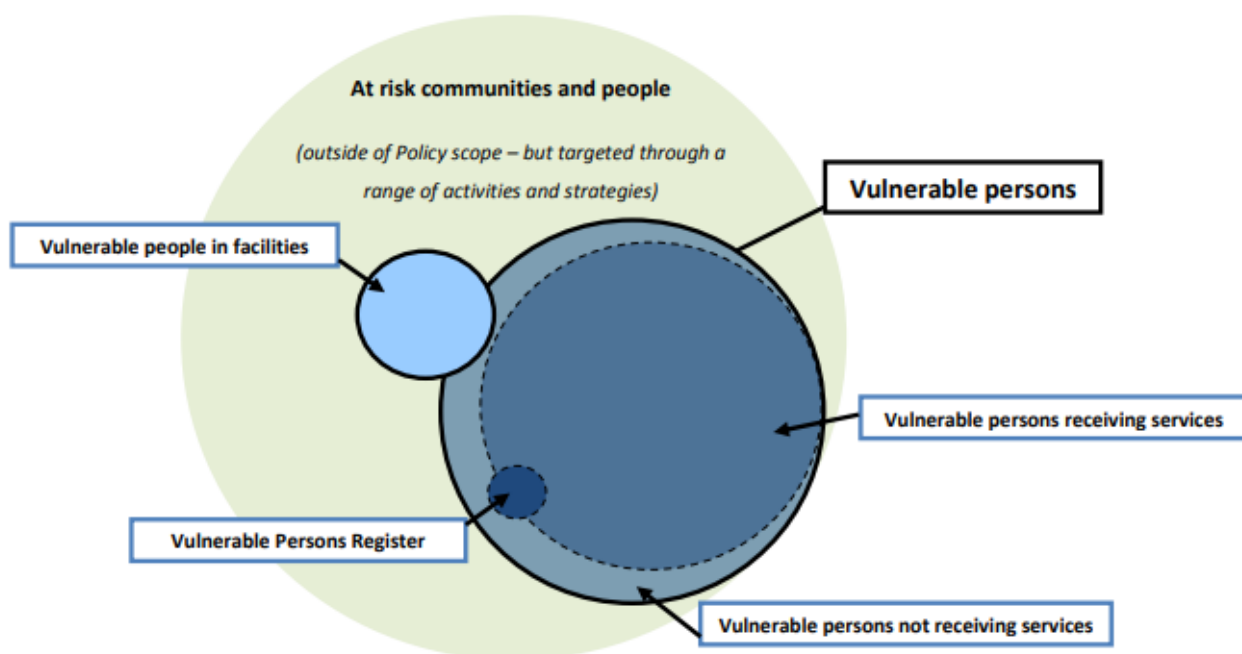 At risk communities and people
(outside of Policy scope – but targeted through a
range of activities and strategies)
Vulnerable persons
Vulnerable people in facilities
Vulnerable persons receiving services
Vulnerable Persons Register
Vulnerable persons not receiving services